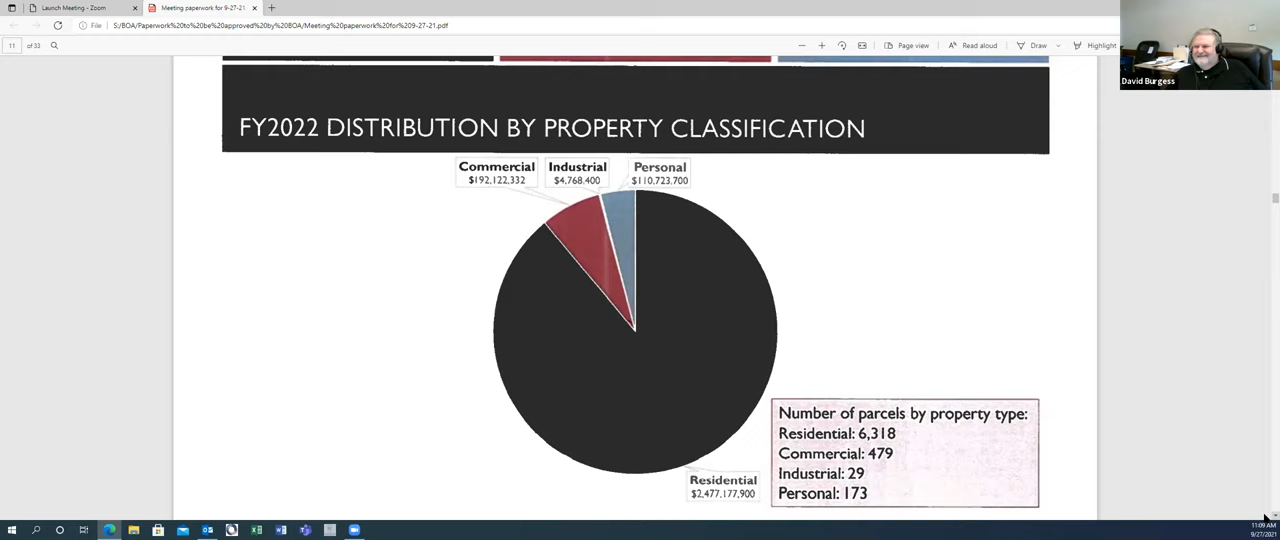 Launch Meeting - Zoom
Meeting paperwork for 9-27-21.
File
S:/BOA/Paperwork%20to%20be%20approved%20by%20BOA/Meeting%20paperwork%20for%209-27-21.pdf
11 of 33
Page view
Read aloud
Draw
Highlight
David Burgess
FY2022 DISTRIBUTION BY PROPERTY CLASSIFICATION
Commercial
$192,122,332
Industrial
$4,768,400
Personal
$110,723,700
Residential
$2,477,177,900
Number of parcels by property type:
Residential: 6,318
Commercial: 479
Industrial: 29
Personal: 173
11:09 AM
9/27/2021